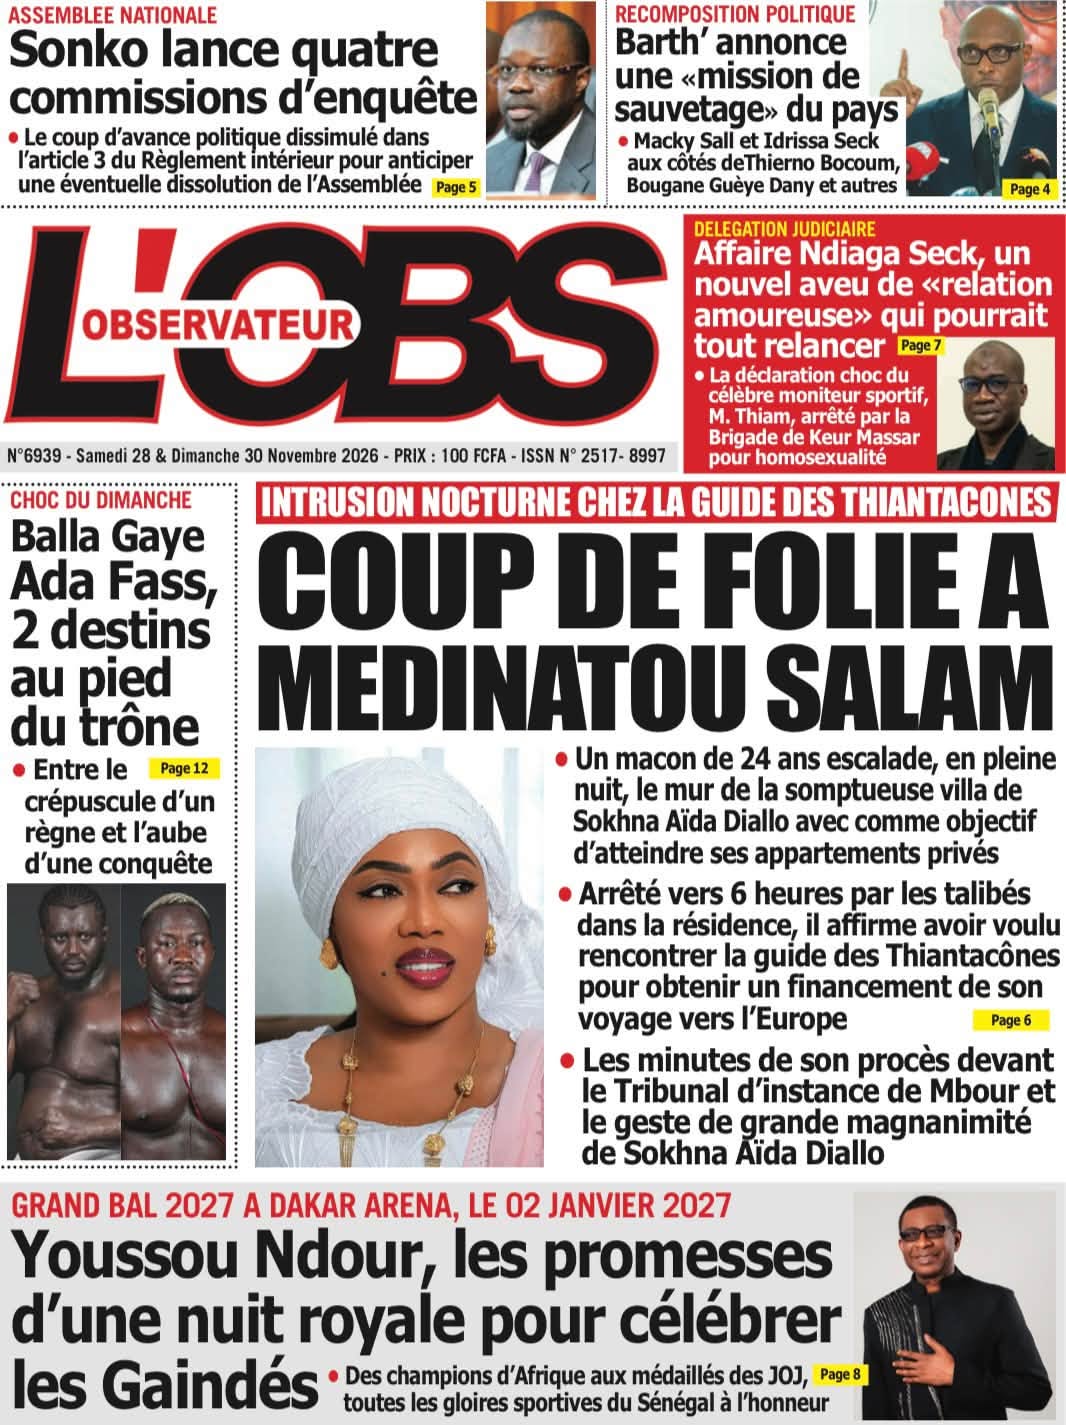 ASSEMBLEE NATIONALE
Sonko lance quatre
commissions d'enquête
• Le coup d'avance politique dissimulé dans
l'article 3 du Règlement intérieur pour anticiper
une éventuelle dissolution de l'Assemblée Page 5
RECOMPOSITION POLITIQUE
Barth' annonce
une «mission de
sauvetage» du pays
• Macky Sall et Idrissa Seck
aux côtés deThierno Bocoum,
Bougane Guèye Dany et autres
Page 4
L'OBS
OBSERVATEUR
N°6939 - Samedi 28 & Dimanche 30 Novembre 2026 - PRIX : 100 FCFA - ISSN N° 2517- 8997
DELEGATION JUDICIAIRE
Affaire Ndiaga Seck, un
nouvel aveu de «relation
amoureuse» qui pourrait
tout relancer Page 7
• La déclaration choc du
célèbre moniteur sportif,
M. Thiam, arrêté par la
Brigade de Keur Massar
pour homosexualité
CHOC DU DIMANCHE
Balla Gaye
Ada Fass,
2 destins
au pied
du trône
• Entre le Page 12
crépuscule d'un
règne et l'aube
d'une conquête
INTRUSION NOCTURNE CHEZ LA GUIDE DES THIANTACONES
COUP DE FOLIE A
MEDINATOU SALAM
• Un macon de 24 ans escalade, en pleine
nuit, le mur de la somptueuse villa de
Sokhna Aïda Diallo avec comme objectif
d'atteindre ses appartements privés
• Arrêté vers 6 heures par les talibés
dans la résidence, il affirme avoir voulu
rencontrer la guide des Thiantacônes
pour obtenir un financement de son
voyage vers l'Europe Page 6
• Les minutes de son procès devant
le Tribunal d'instance de Mbour et
le geste de grande magnanimité
de Sokhna Aïda Diallo
GRAND BAL 2027 A DAKAR ARENA, LE 02 JANVIER 2027
Youssou Ndour, les promesses
d'une nuit royale pour célébrer
les Gaindés
• Des champions d'Afrique aux médaillés des JOJ, Page 8
toutes les gloires sportives du Sénégal à l'honneur